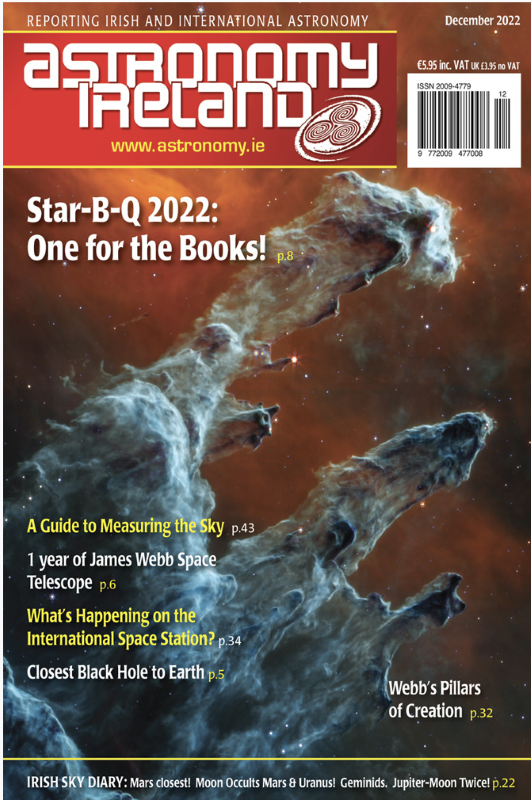 REPORTING IRISH AND INTERNATIONAL ASTRONOMY
December 2022
ASTRONOMY
IRELAND
www.astronomy.ie
€5.95 inc. VAT UK £3.95 no VAT
ISSN 2009-4779
12
9 772009 477008
Star-B-Q 2022:
One for the Books! p.8
A Guide to Measuring the Sky p.43
1 year of James Webb Space
Telescope p.6
What's Happening on the
International Space Station? p.34
Closest Black Hole to Earth p.5
Webb's Pillars
of Creation p.32
IRISH SKY DIARY: Mars closest! Moon Occults Mars & Uranus! Geminids. Jupiter-Moon Twice! p.22